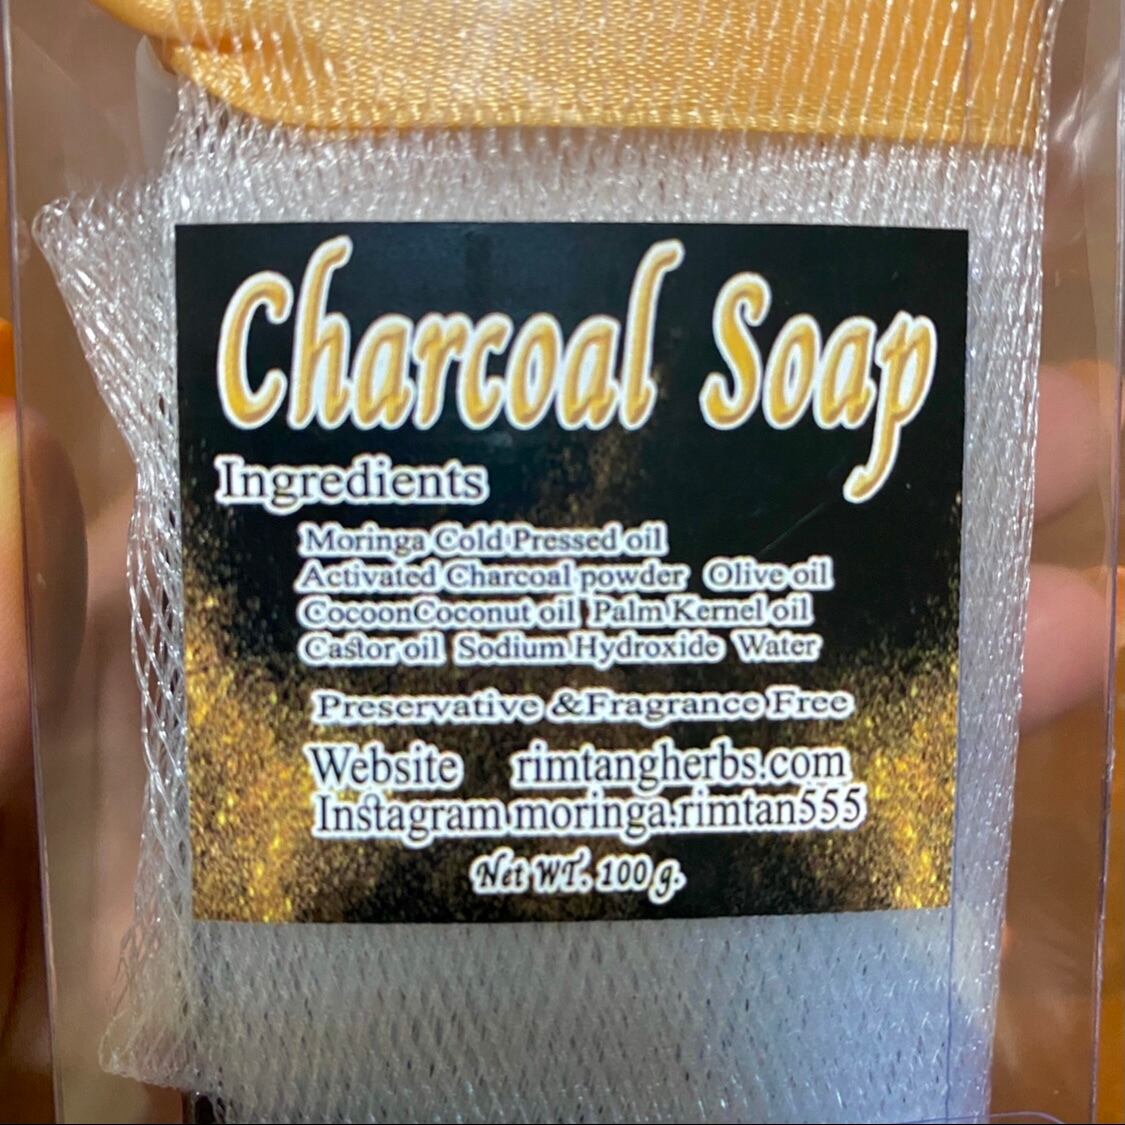 Charcoal Soap
Ingredients
Moringa Cold Pressed oil
Activated Charcoal powder Olive oil
CocoonCoconut oil Palm Kernel oil
Castor oil Sodium Hydroxide Water
Preservative &Fragrance Free
Website rimtangherbs.com
Instagram moringa.rimtan555
Net WT. 100 g.